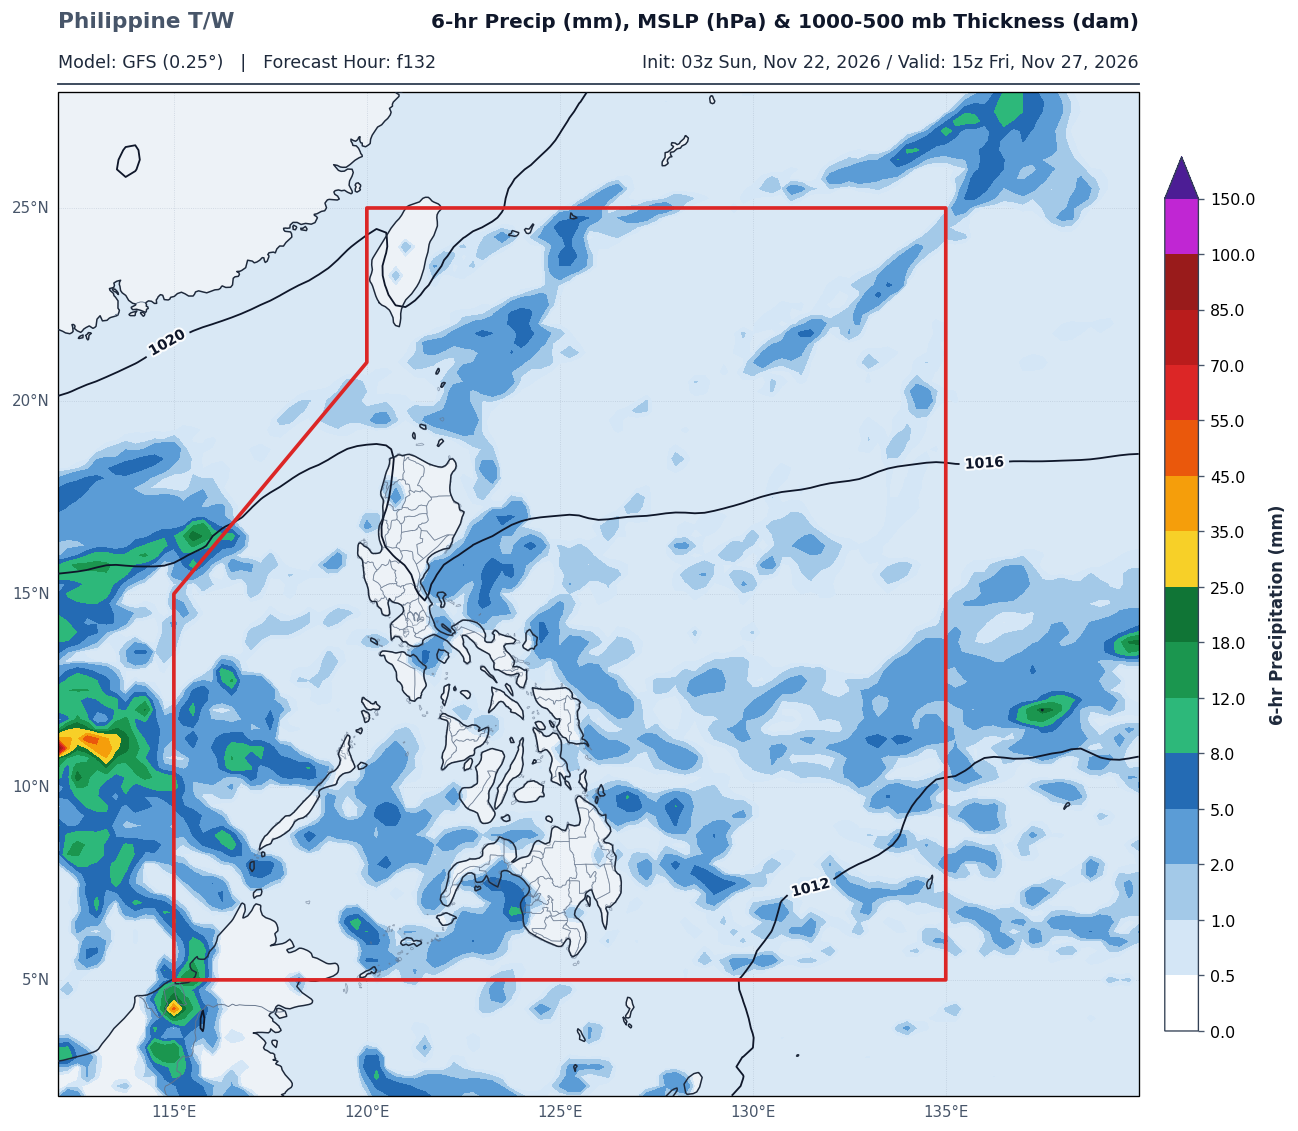 Philippine T/W
6-hr Precip (mm), MSLP (hPa) & 1000-500 mb Thickness (dam)
Model: GFS (0.25°) | Forecast Hour: f132
Init: 03z Sun, Nov 22, 2026 / Valid: 15z Fri, Nov 27, 2026
25°N
20°N
15°N
10°N
5°N
115°E
120°E
125°E
130°E
135°E
1020
1016
1012
150.0
100.0
85.0
70.0
55.0
45.0
35.0
25.0
18.0
12.0
8.0
5.0
2.0
1.0
0.5
0.0
6-hr Precipitation (mm)